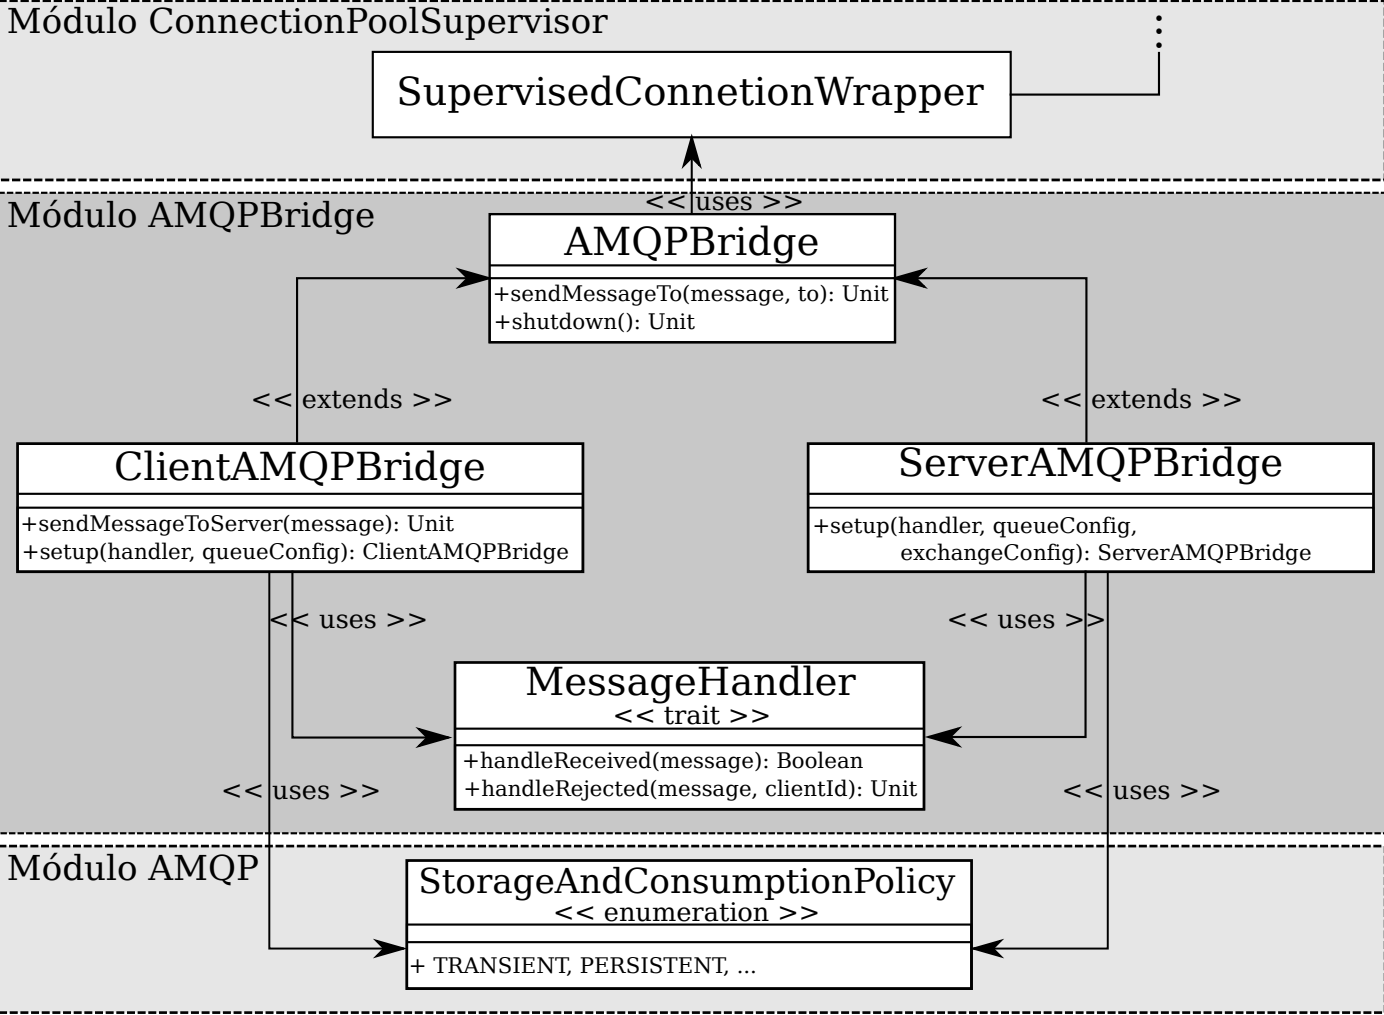 Módulo ConnectionPoolSupervisor
SupervisedConnetionWrapper
<< uses >>
Módulo AMQPBridge
AMQPBridge
+sendMessageTo(message, to): Unit
+shutdown(): Unit
<< extends >>
<< extends >>
ClientAMQPBridge
+sendMessageToServer(message): Unit
+setup(handler, queueConfig): ClientAMQPBridge
ServerAMQPBridge
+setup(handler, queueConfig,
exchangeConfig): ServerAMQPBridge
<< uses >>
<< uses >>
MessageHandler
<< trait >>
+handleReceived(message): Boolean
+handleRejected(message, clientId): Unit
<< uses >>
<< uses >>
Módulo AMQP
StorageAndConsumptionPolicy
<< enumeration >>
+ TRANSIENT, PERSISTENT, ...